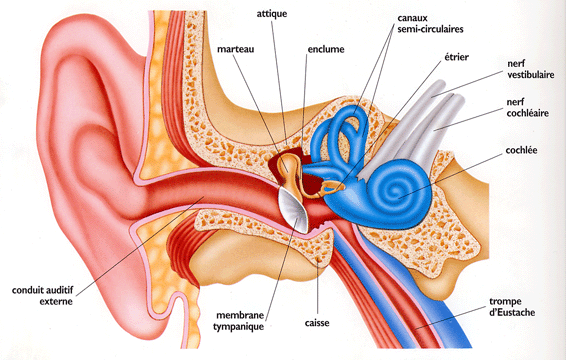 attique
canaux
semi-circulaires
marteau
enclume
étrier
nerf
vestibulaire
nerf
cochléaire
cochlée
conduit auditif
externe
membrane
tympanique
caisse
trompe
d'Eustache